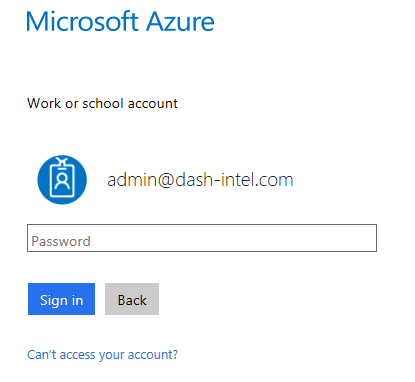 Microsoft Azure
Work or school account
admin@dash-intel.com
Password
Sign in Back
Can't access your account?